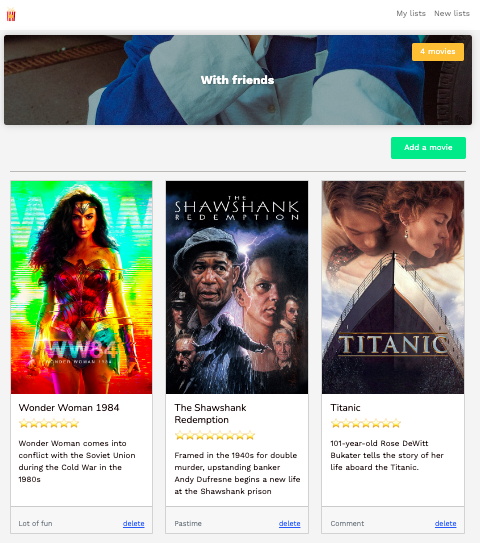 My lists New lists
4 movies
With friends
Add a movie
WW84
WONDER WOMAN 1984
THE
SHAWSHANK
REDEMPTION
TITANIC
Wonder Woman 1984
Wonder Woman comes into
conflict with the Soviet Union
during the Cold War in the
1980s
Lot of fun delete
The Shawshank
Redemption
Framed in the 1940s for double
murder, upstanding banker
Andy Dufresne begins a new life
at the Shawshank prison
Pastime delete
Titanic
101-year-old Rose DeWitt
Bukater tells the story of her
life aboard the Titanic.
Comment delete